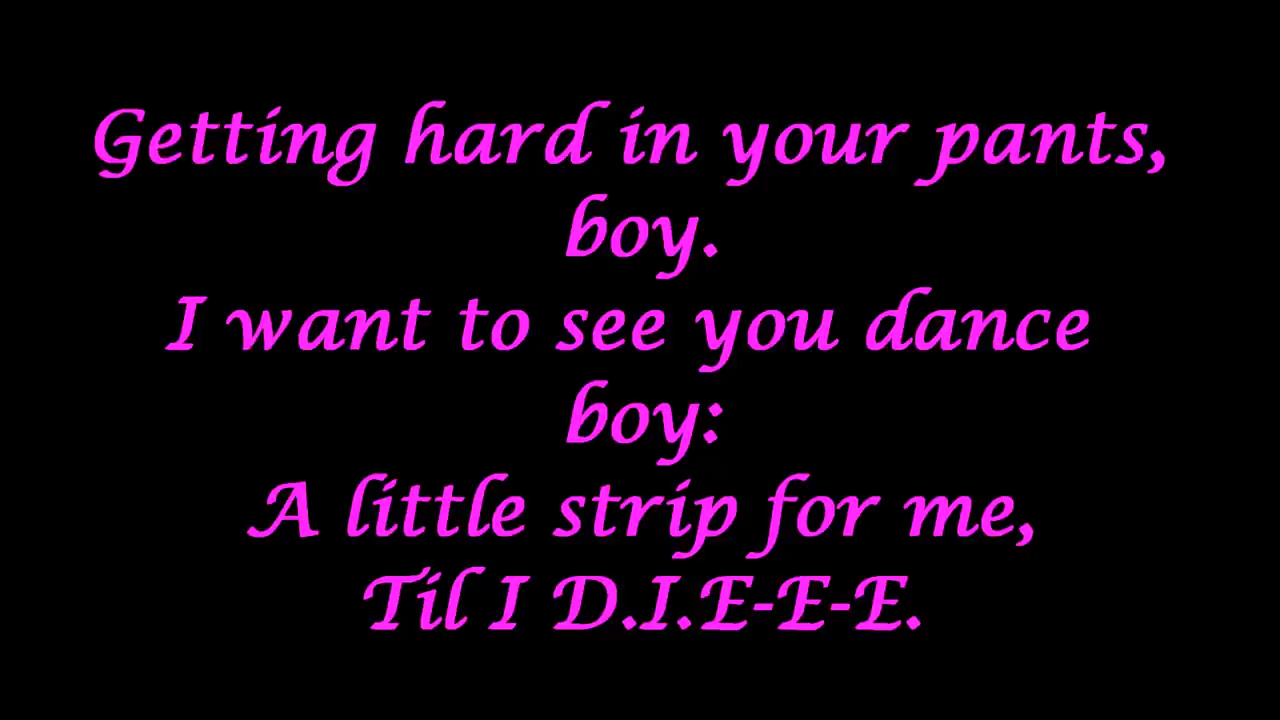 Getting hard in your pants,
boy.
I want to see you dance
boy:
A little strip for me,
Til I D.I.E-E-E.